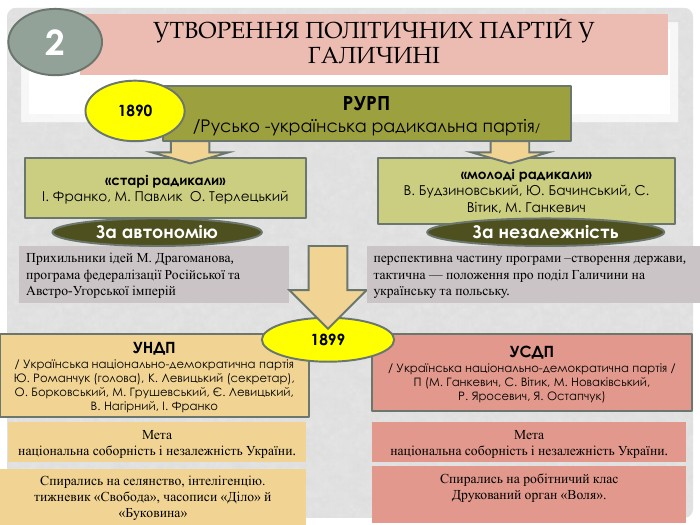 2
УТВОРЕННЯ ПОЛІТИЧНИХ ПАРТІЙ У
ГАЛИЧИНІ
1890
РУРП
/Русько -українська радикальна партія/
«старі радикали»
І. Франко, М. Павлик О. Терлецький
«молоді радикали»
В. Будзиновський, Ю. Бачинський, С.
Вітик, М. Ганкевич
За автономію
За незалежність
Прихильники ідей М. Драгоманова,
програма федералізації Російської та
Австро-Угорської імперій
перспективна частину програми –створення держави,
тактична — положення про поділ Галичини на
українську та польську.
1899
УНДП
/ Українська національно-демократична партія
Ю. Романчук (голова), К. Левицький (секретар),
О. Борковський, М. Грушевський, Є. Левицький,
В. Нагірний, І. Франко
УСДП
/ Українська національно-демократична партія /
П (М. Ганкевич, С. Вітик, М. Новаківський,
Р. Яросевич, Я. Остапчук)
Мета
національна соборність і незалежність України.
Мета
національна соборність і незалежність України.
Спирались на селянство, інтелігенцію.
тижневик «Свобода», часописи «Діло» й
«Буковина»
Спирались на робітничий клас
Друкований орган «Воля».